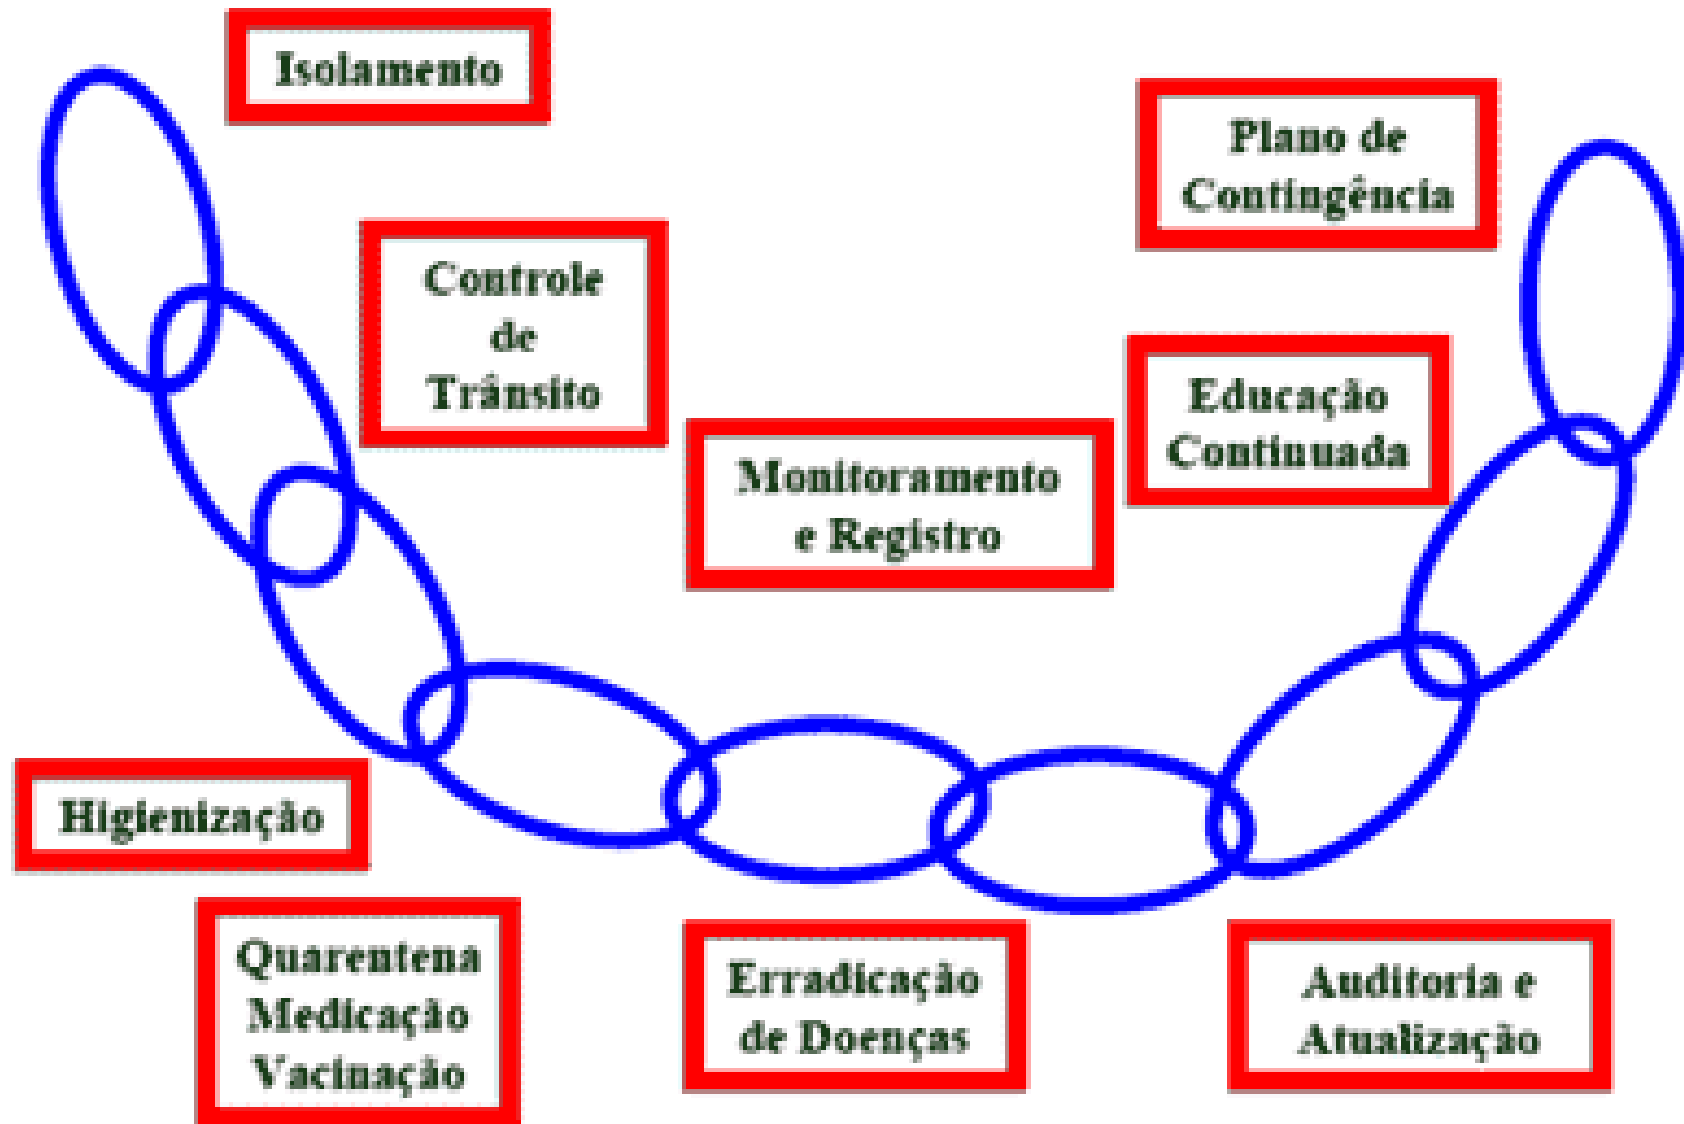 Isolamento
Plano de
Contingência
Controle
de
Trânsito
Educação
Continuada
Monitoramento
e Registro
Higienização
Quarentena
Medicação
Vacinação
Erradicação
de Doenças
Auditoria e
Atualização